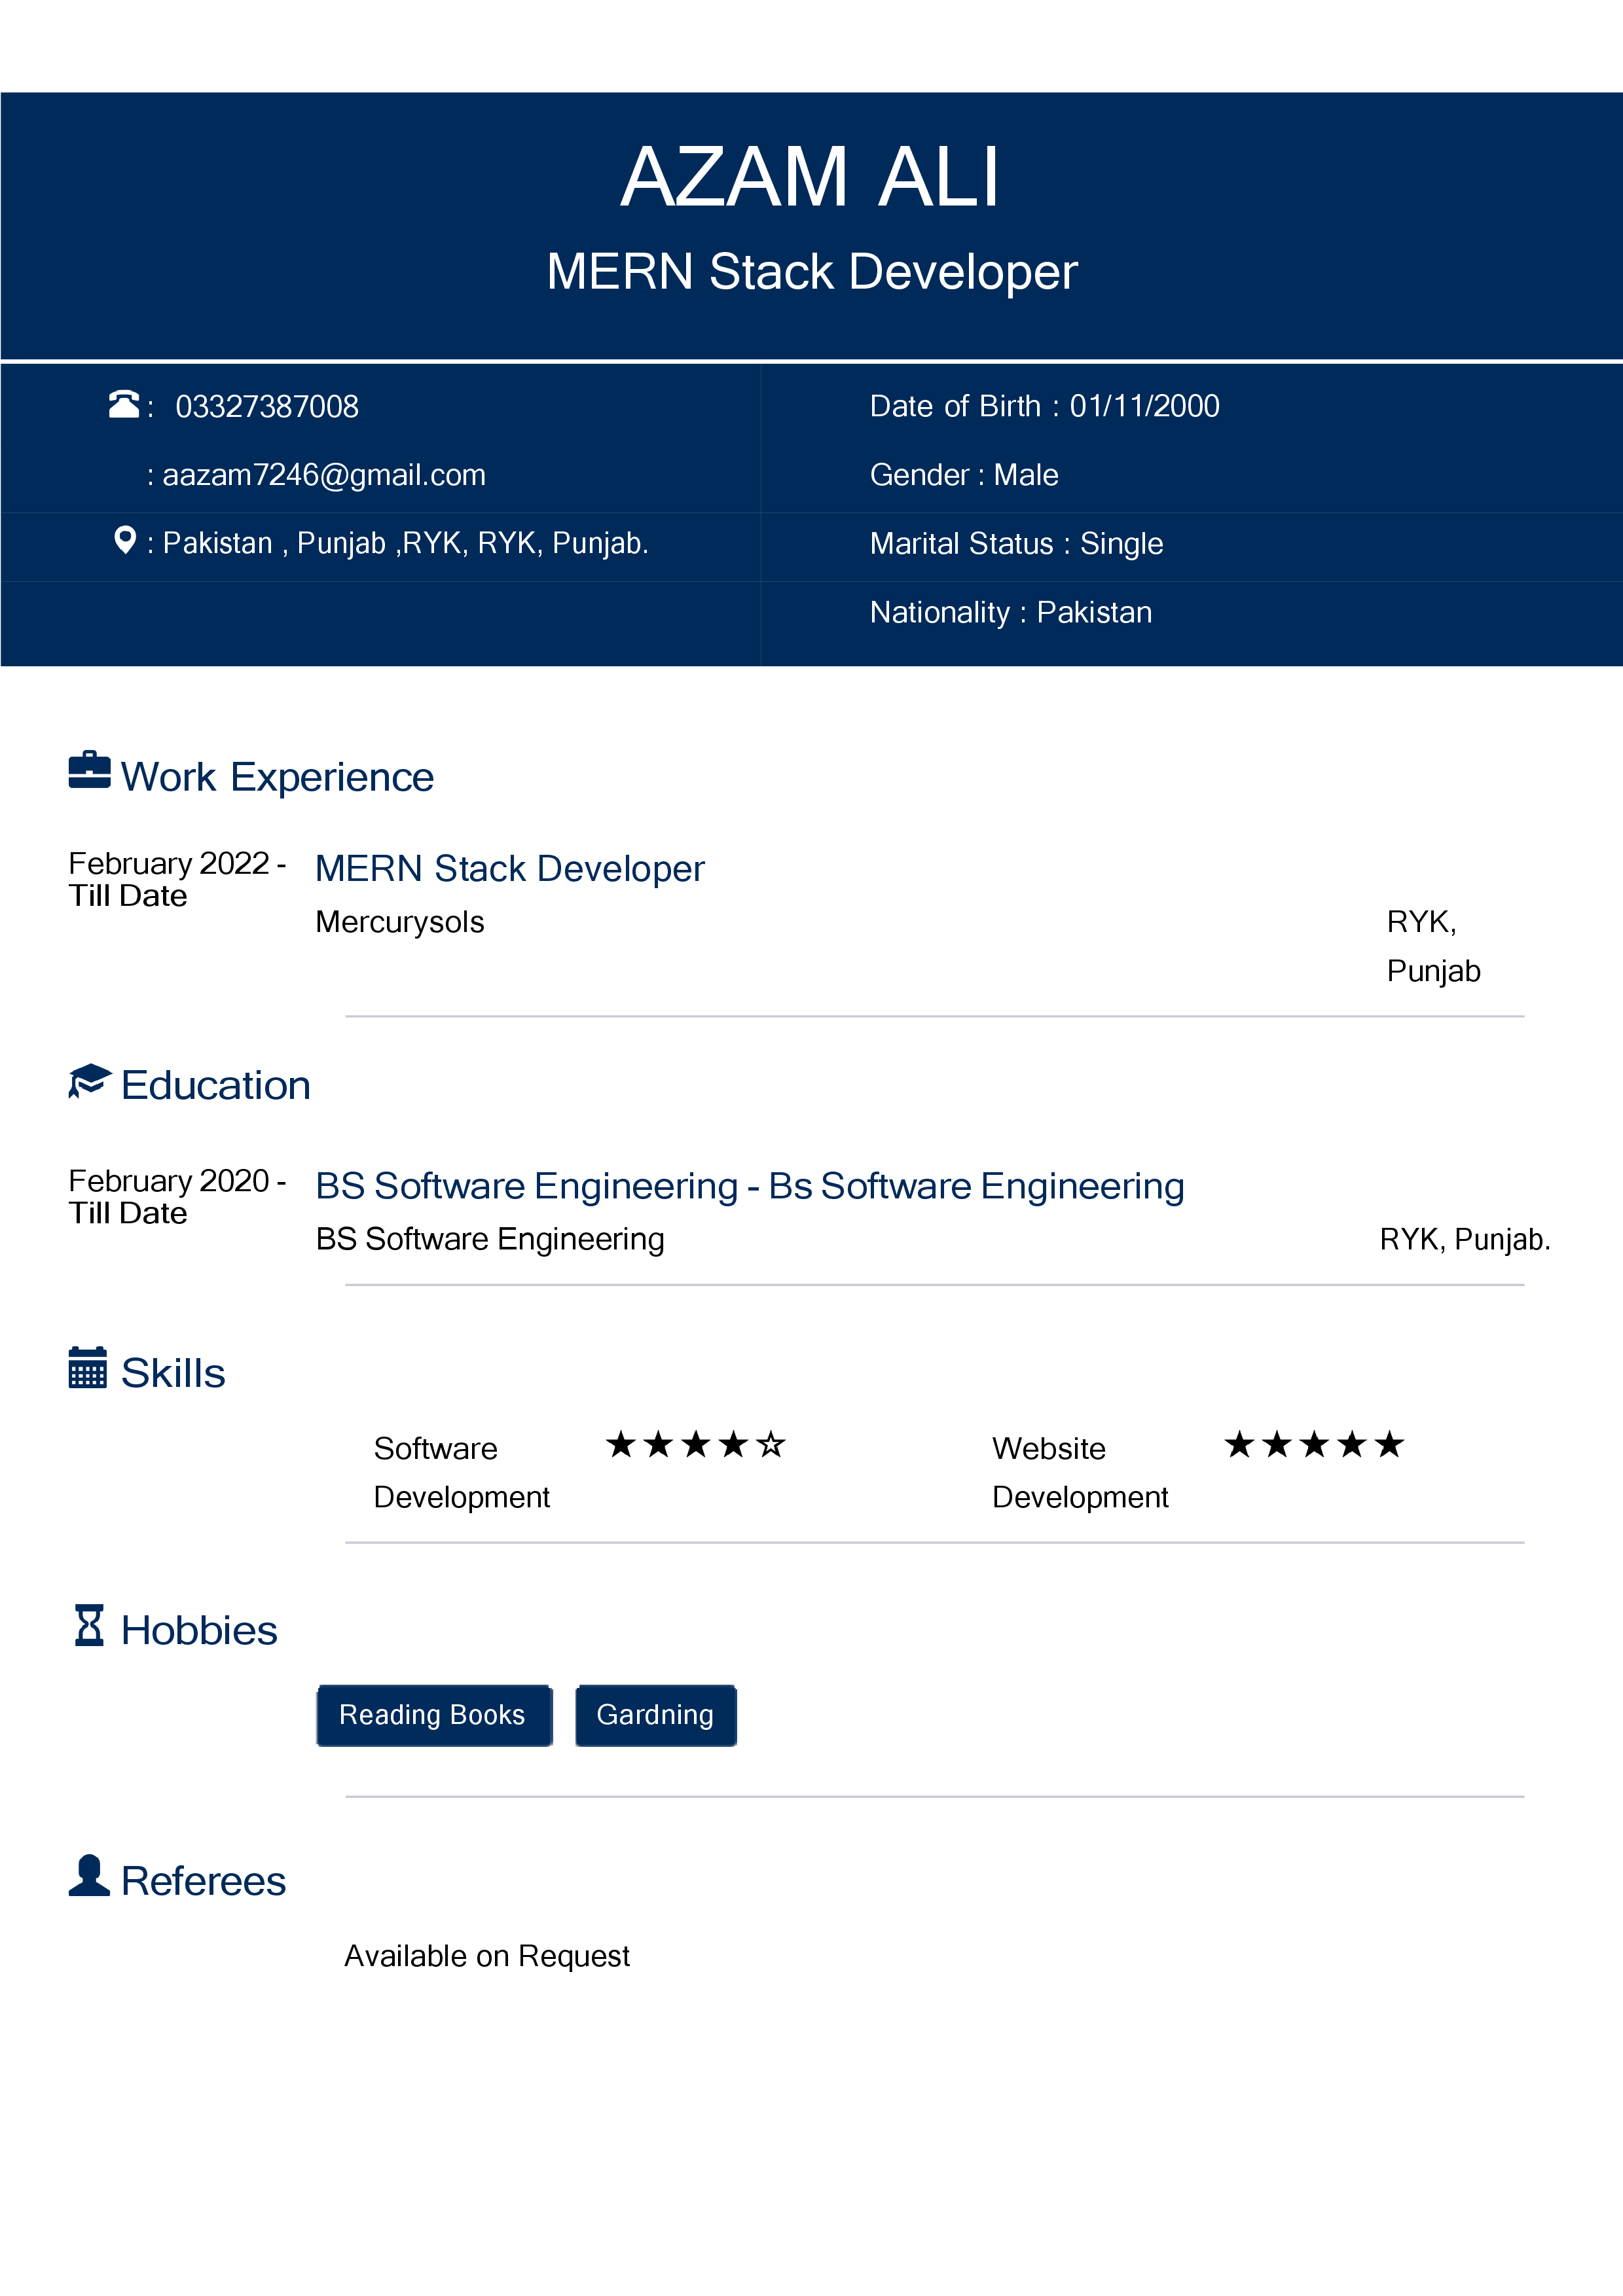 AZAM ALI
MERN Stack Developer
: 03327387008
Date of Birth : 01/11/2000
: aazam7246@gmail.com
Gender : Male
: Pakistan , Punjab ,RYK, RYK, Punjab.
Marital Status : Single
Nationality : Pakistan
Work Experience
February 2022 -
Till Date
MERN Stack Developer
Mercurysols
RYK,
Punjab
Education
February 2020 -
Till Date
BS Software Engineering - Bs Software Engineering
BS Software Engineering
RYK, Punjab.
Skills
Software
Development
★★★★☆
Website
Development
★★★★★
Hobbies
Reading Books
Gardning
Referees
Available on Request